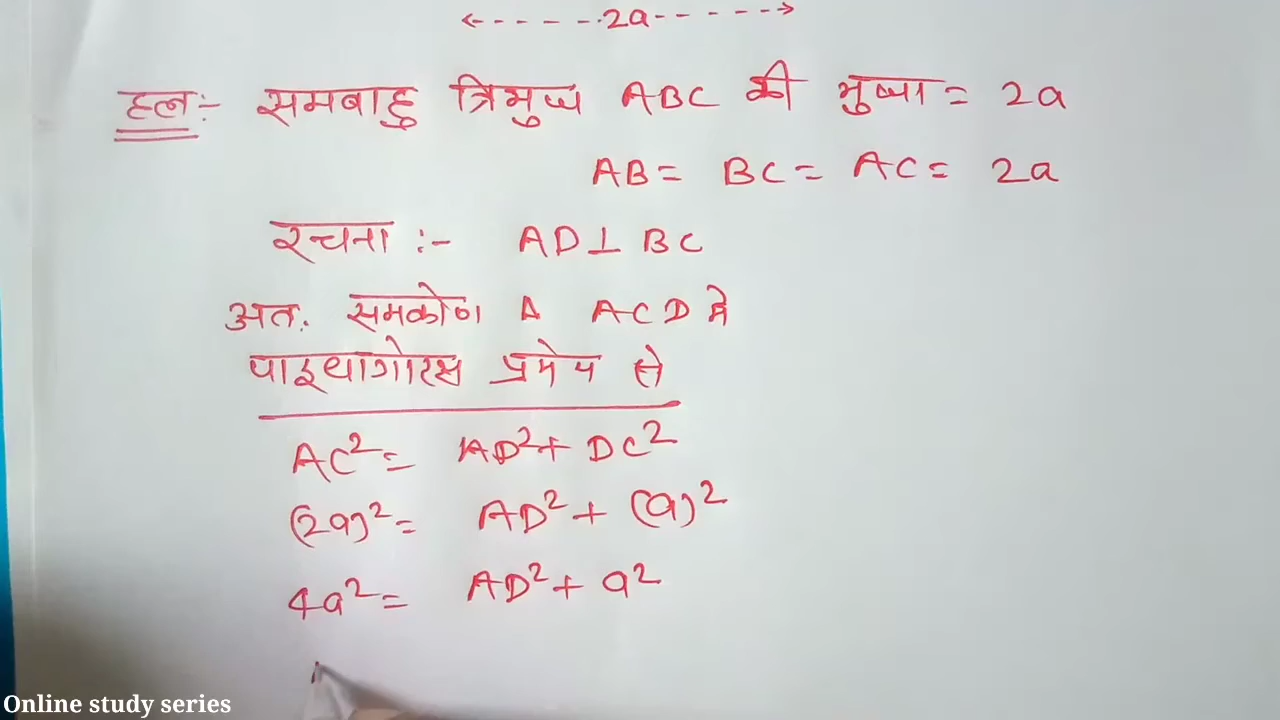 2a
हल:- समबाहु त्रिभुज ABC की भुजा = 2a
AB = BC = AC = 2a
रचना :- AD ⊥ BC
अत: समकोण Δ ACD मे
पाइथागोरस प्रमेय से
AC² = AD² + DC²
(2a)² = AD² + (a)²
4a² = AD² + a²
Online study series